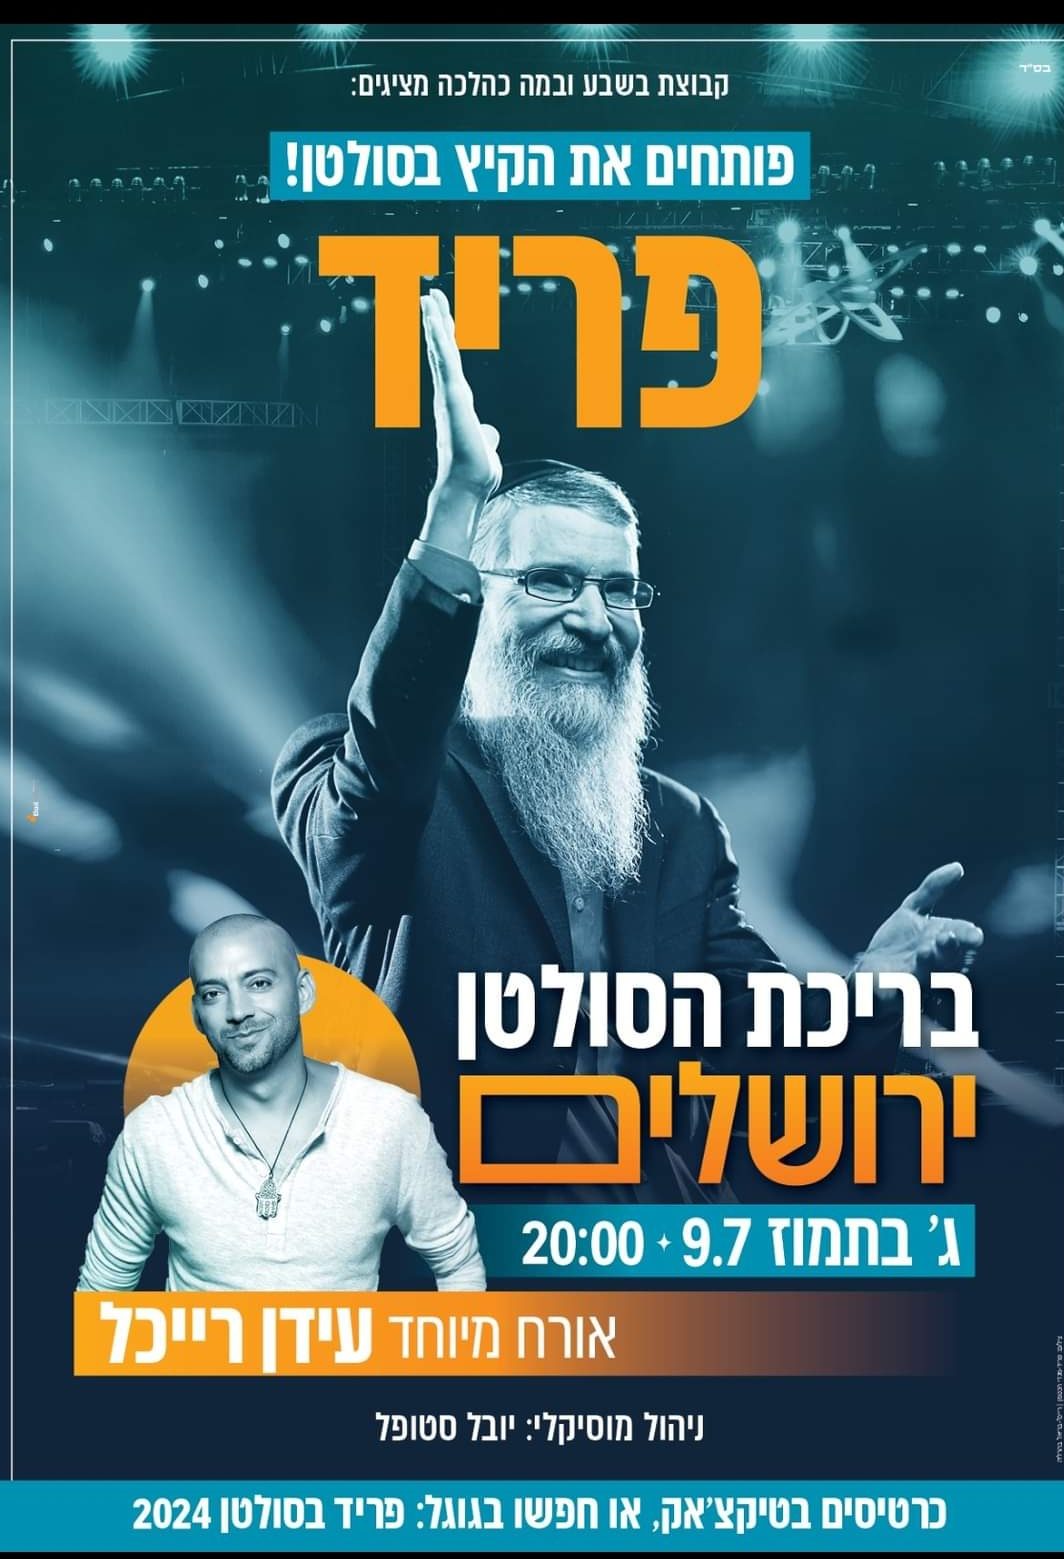 בס"ד
קבוצת בשבע ובמה כהלכה מציגים:
פותחים את הקיץ בסולטן!
פריד
בריכת הסולטן
ירושלים
ג' בתמוז 9.7 20:00
אורח מיוחד עידן רייכל
ניהול מוסיקלי: יובל סטופל
כרטיסים בטיקצ'אק, או חפשו בגוגל: פריד בסולטן 2024